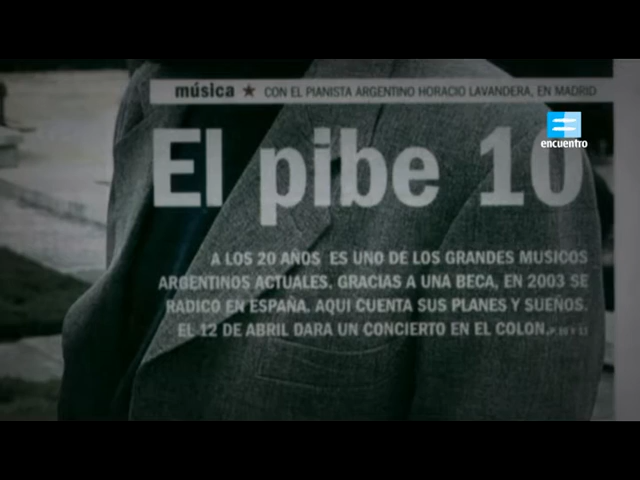 música ★ CON EL PIANISTA ARGENTINO HORACIO LAVANDERA, EN MADRID
encuentro
El pibe 10
A LOS 20 AÑOS ES UNO DE LOS GRANDES MUSICOS
ARGENTINOS ACTUALES. GRACIAS A UNA BECA, EN 2003 SE
RADICO EN ESPAÑA. AQUI CUENTA SUS PLANES Y SUEÑOS.
EL 12 DE ABRIL DARA UN CONCIERTO EN EL COLON.